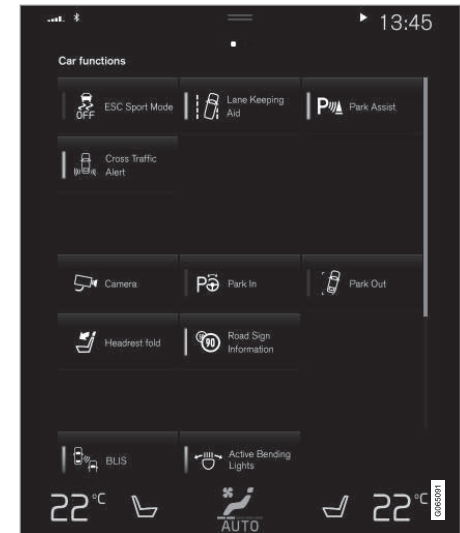 13:45
Car functions
OFF
ESC Sport Mode
Lane Keeping
Aid
P
Park Assist
Cross Traffic
Alert
Camera
P
Park In
Park Out
Headrest fold
90
Road Sign
Information
BLIS
Active Bending
Lights
22°C
AUTO
22°C
G065091